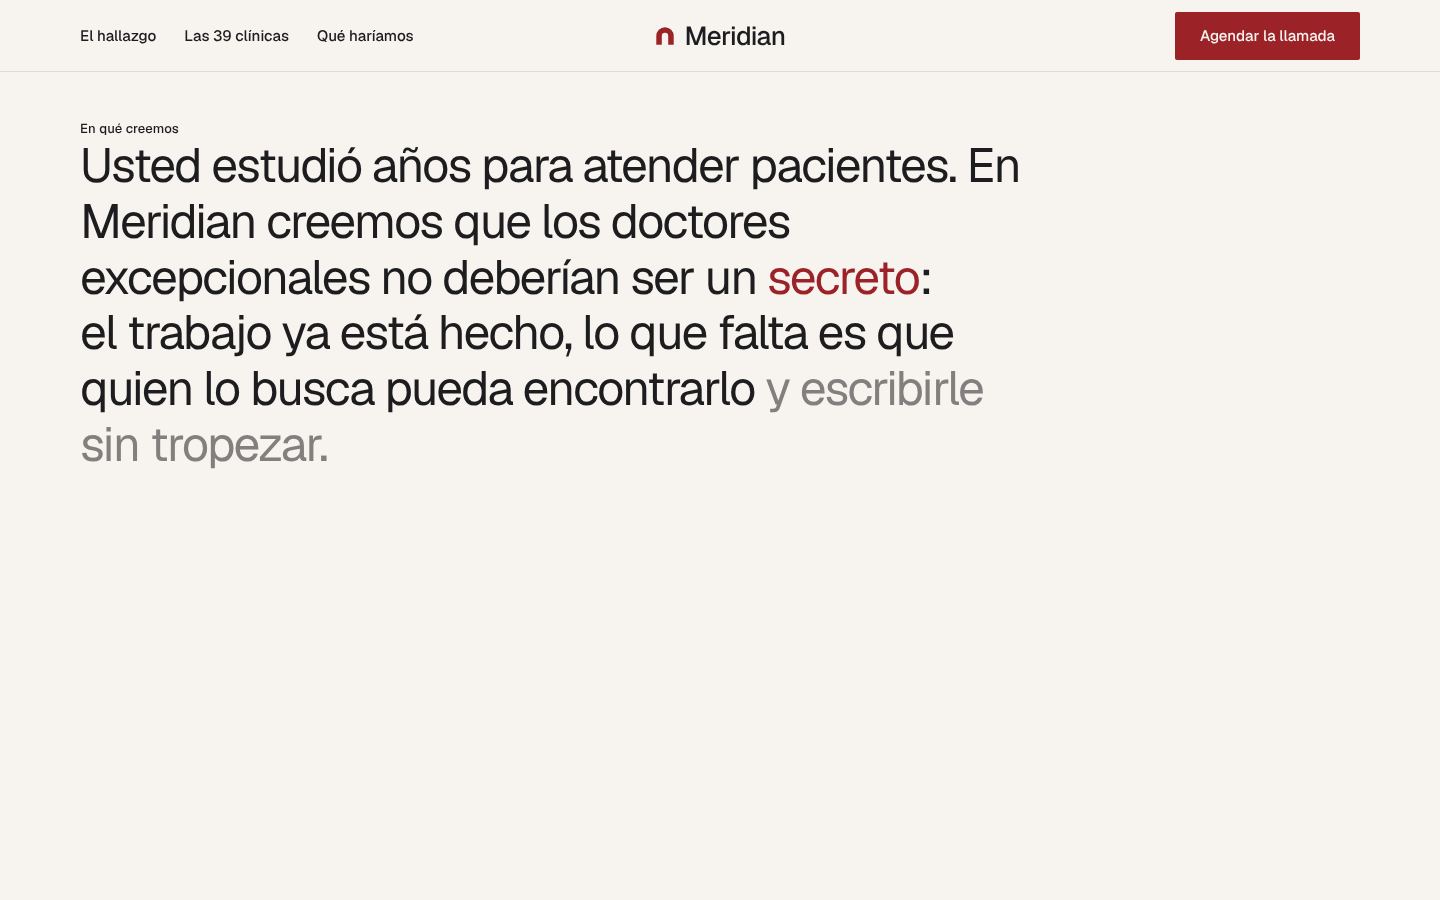 El hallazgo Las 39 clínicas Qué haríamos Meridian Agendar la llamada
En qué creemos
Usted estudió años para atender pacientes. En
Meridian creemos que los doctores
excepcionales no deberían ser un secreto:
el trabajo ya está hecho, lo que falta es que
quien lo busca pueda encontrarlo y escribirle
sin tropezar.